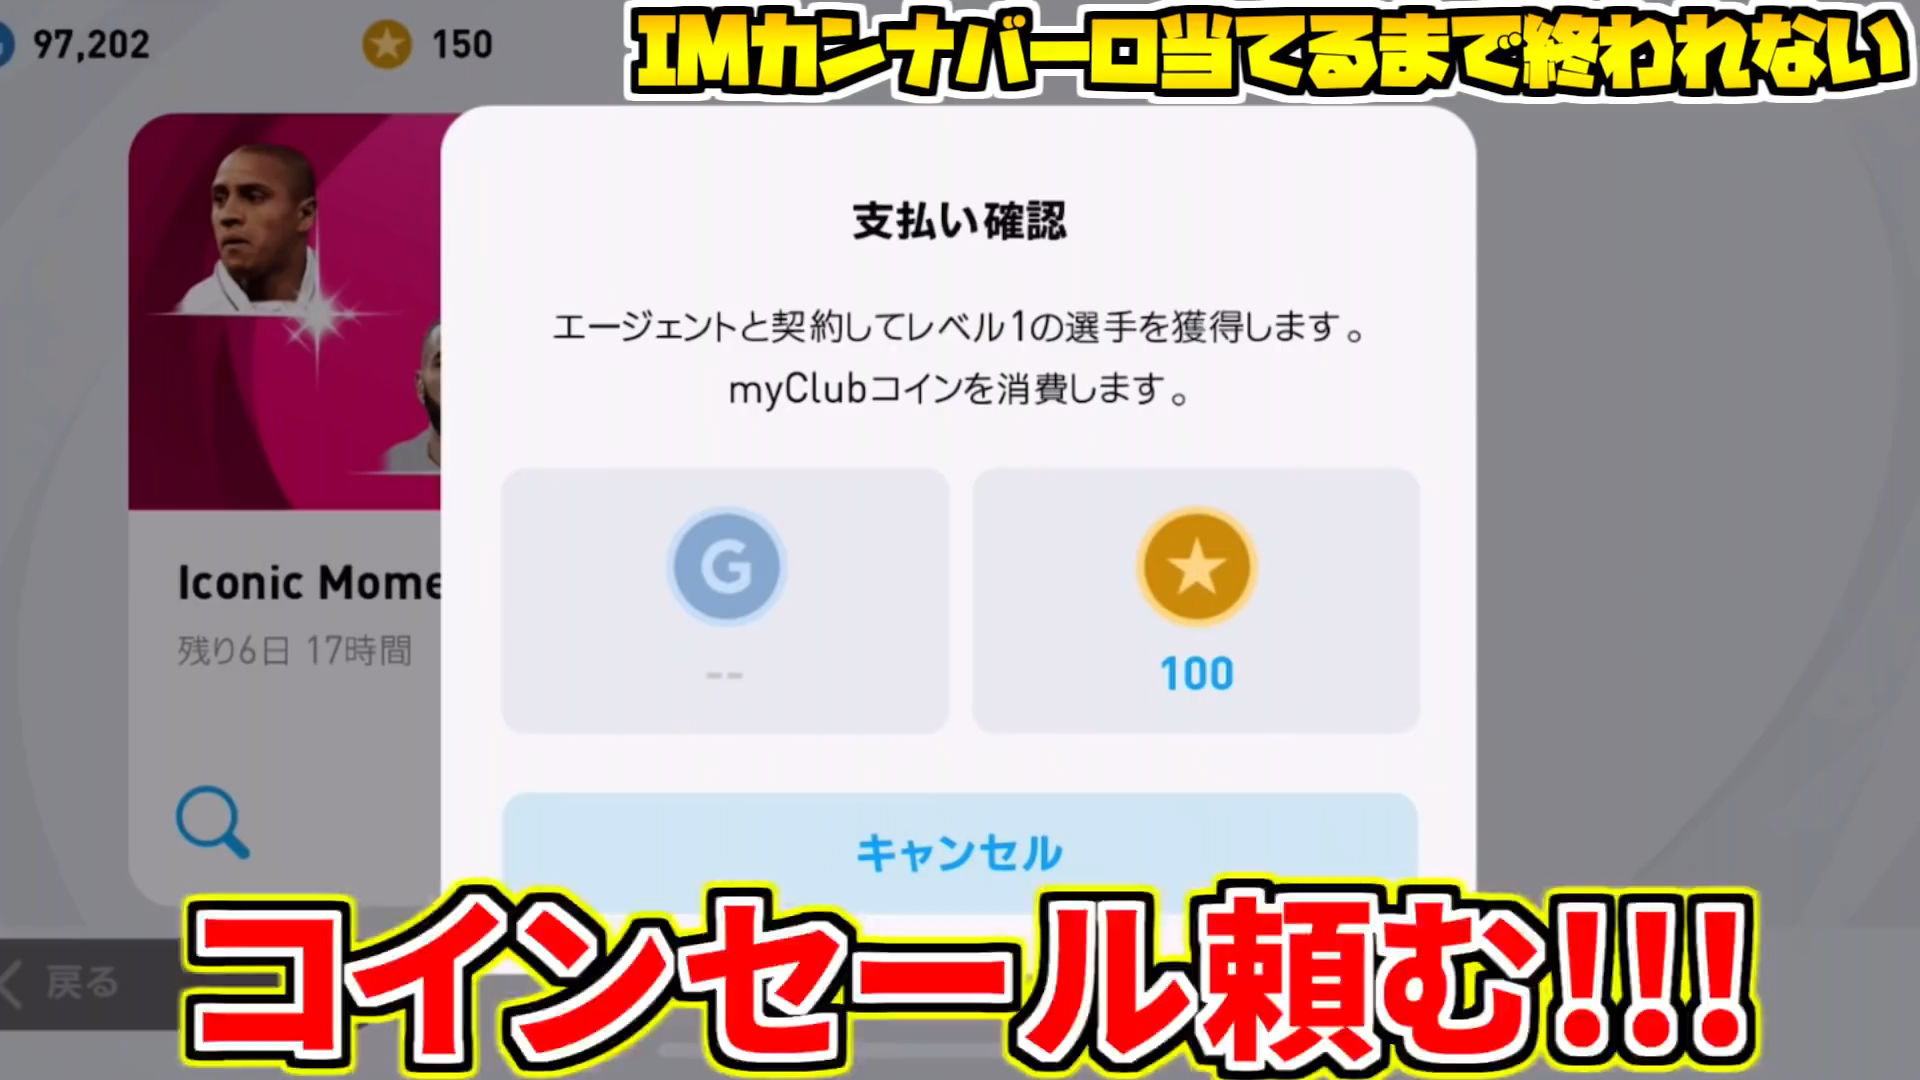 97,202
150
IMカンナバーロ当てるまで終われない
支払い確認
エージェントと契約してレベル1の選手を獲得します。
myClubコインを消費します。
G
--
100
Iconic Mome
残り6日 17時間
キャンセル
戻る
コインセール頼む!!!